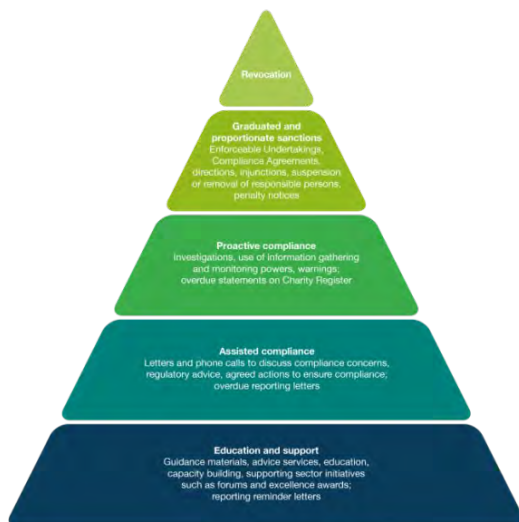 Revocation
Graduated and
proportionate sanctions
Enforceable Undertakings,
Compliance Agreements,
directions, injunctions, suspension
or removal of responsible persons,
penalty notices
Proactive compliance
Investigations, use of information gathering
and monitoring powers, warnings;
overdue statements on Charity Register
Assisted compliance
Letters and phone calls to discuss compliance concerns,
regulatory advice, agreed actions to ensure compliance;
overdue reporting letters
Education and support
Guidance materials, advice services, education,
capacity building, supporting sector initiatives
such as forums and excellence awards;
reporting reminder letters